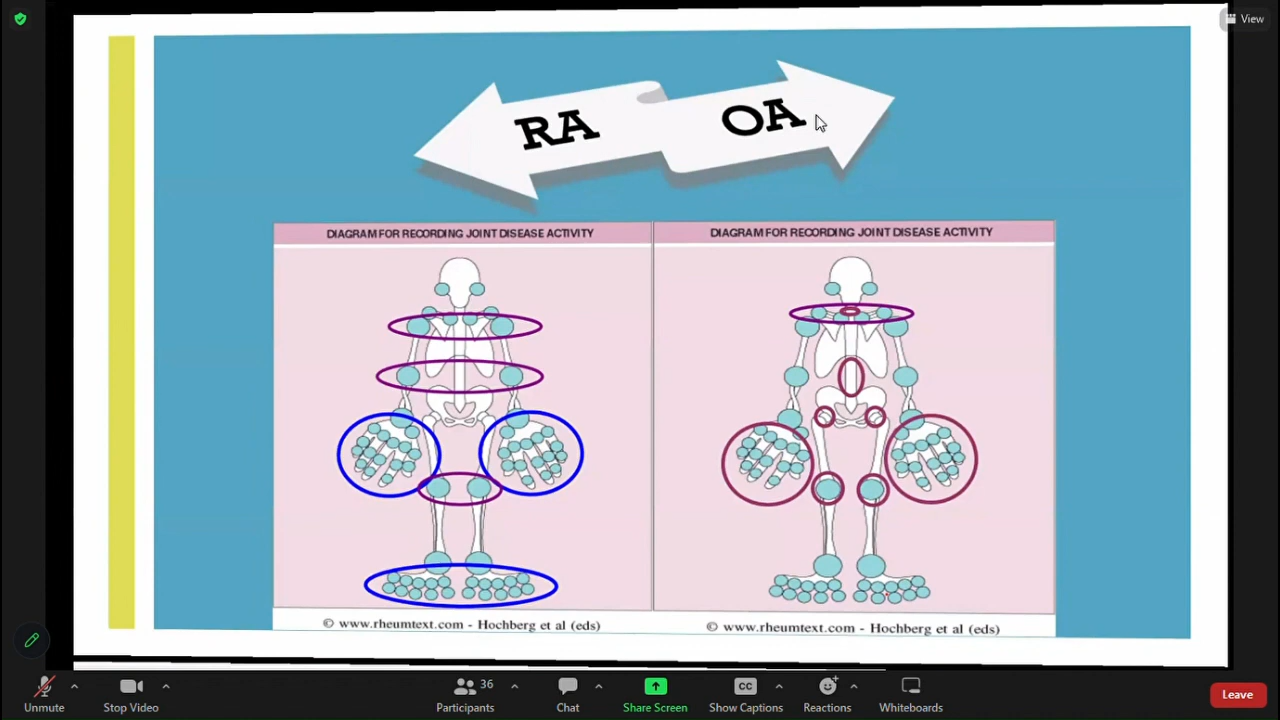 View
RA
OA
DIAGRAM FOR RECORDING JOINT DISEASE ACTIVITY
DIAGRAM FOR RECORDING JOINT DISEASE ACTIVITY
© www.rheumtext.com - Hochberg et al (eds)
© www.rheumtext.com - Hochberg et al (eds)
36
CC
Unmute
Stop Video
Participants
Chat
Share Screen
Show Captions
Reactions
Whiteboards
Leave